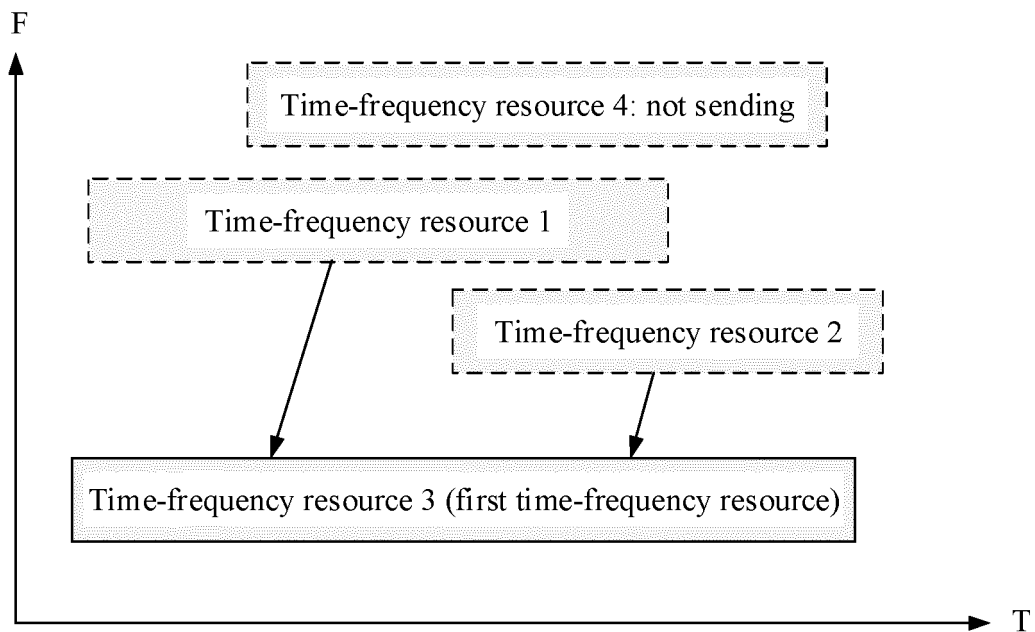 F
Time-frequency resource 4: not sending
Time-frequency resource 1
Time-frequency resource 2
Time-frequency resource 3 (first time-frequency resource)
T